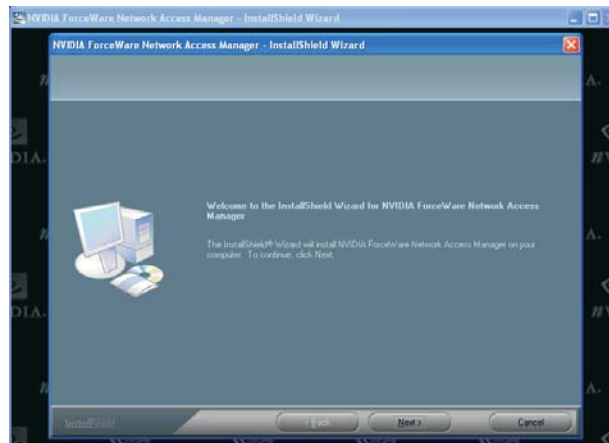 NVIDIA ForceWare Network Access Manager - InstallShield Wizard
NVIDIA ForceWare Network Access Manager - InstallShield Wizard
Welcome to the InstallShield Wizard for NVIDIA ForceWare Network Access
Manager
The InstallShield® Wizard will install NVIDIA ForceWare Network Access Manager on your
computer. To continue, click Next.
InstallShield
< Back
Next >
Cancel